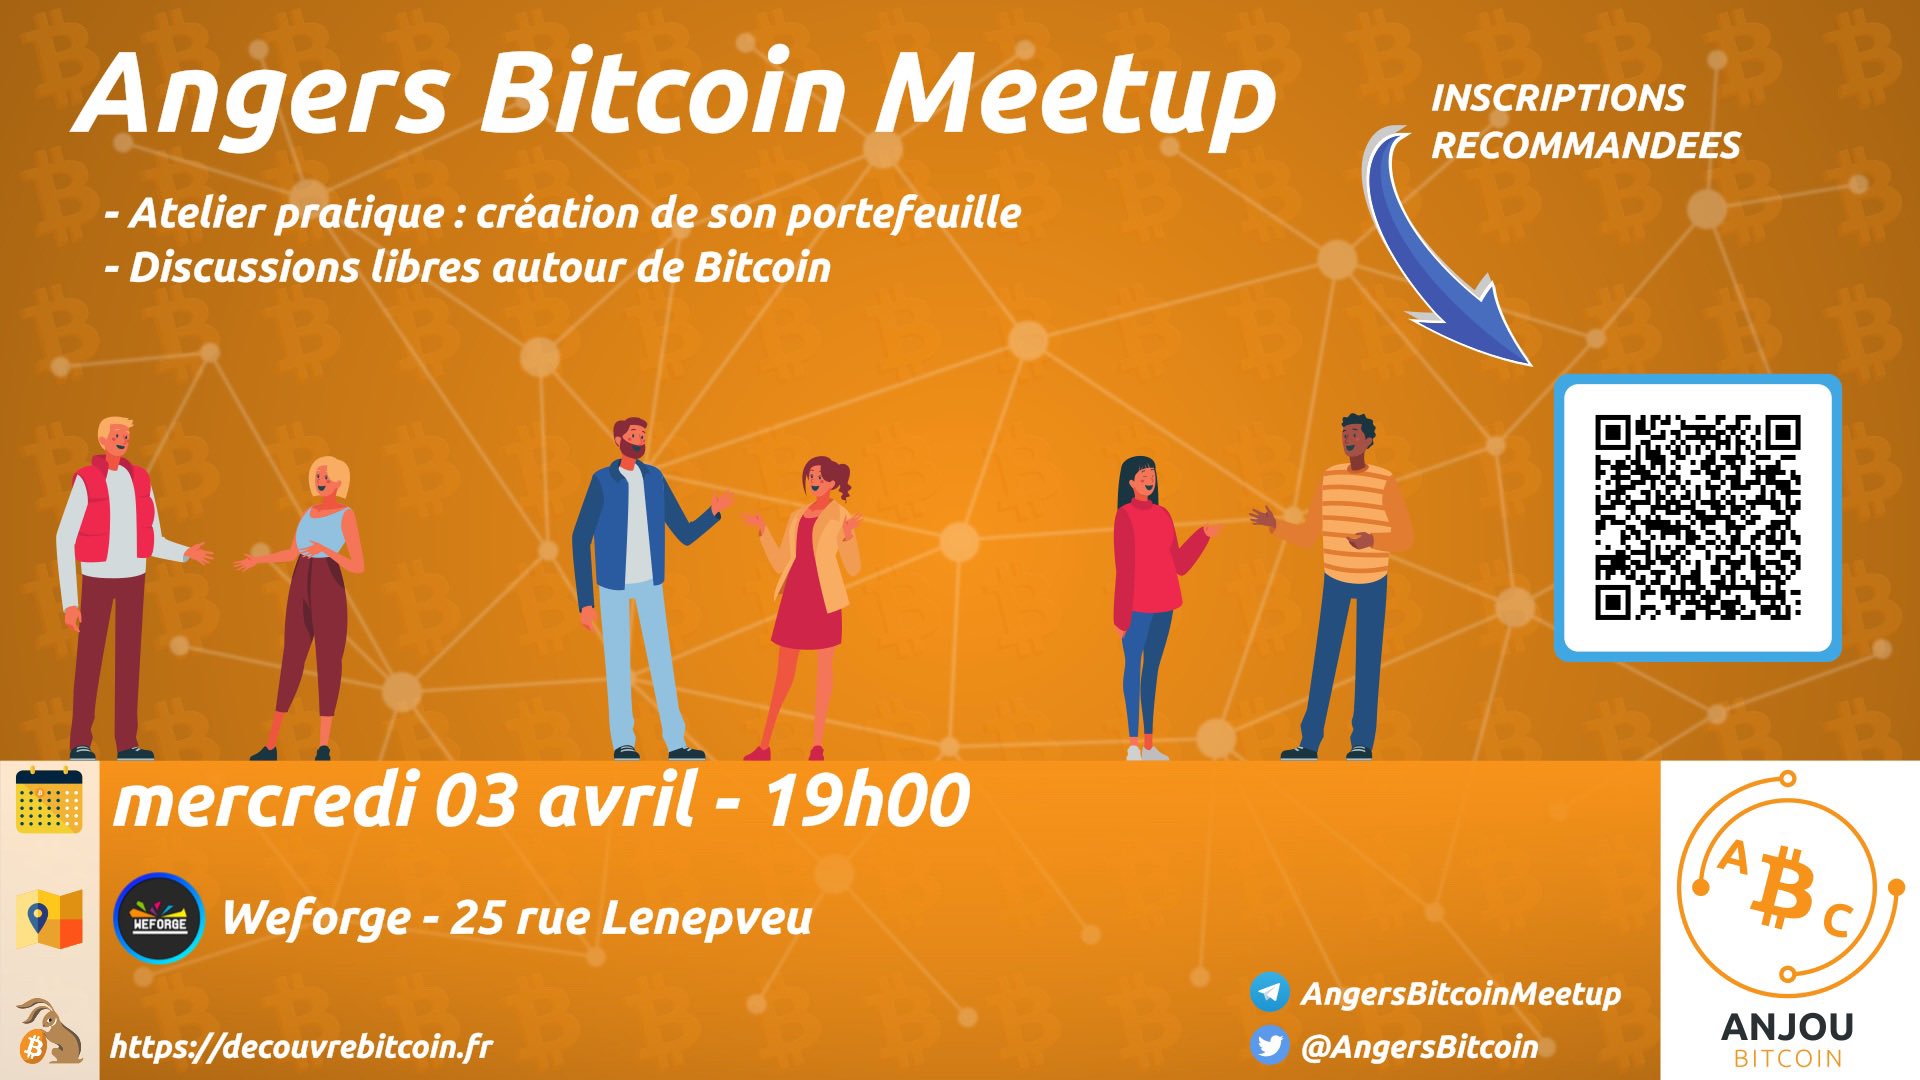 Angers Bitcoin Meetup
- Atelier pratique : création de son portefeuille
- Discussions libres autour de Bitcoin
INSCRIPTIONS
RECOMMANDEES
mercredi 03 avril - 19h00
WEFORGE
Weforge - 25 rue Lenepveu
https://decouvrebitcoin.fr
AngersBitcoinMeetup
@AngersBitcoin
A ₿ C
ANJOU
BITCOIN